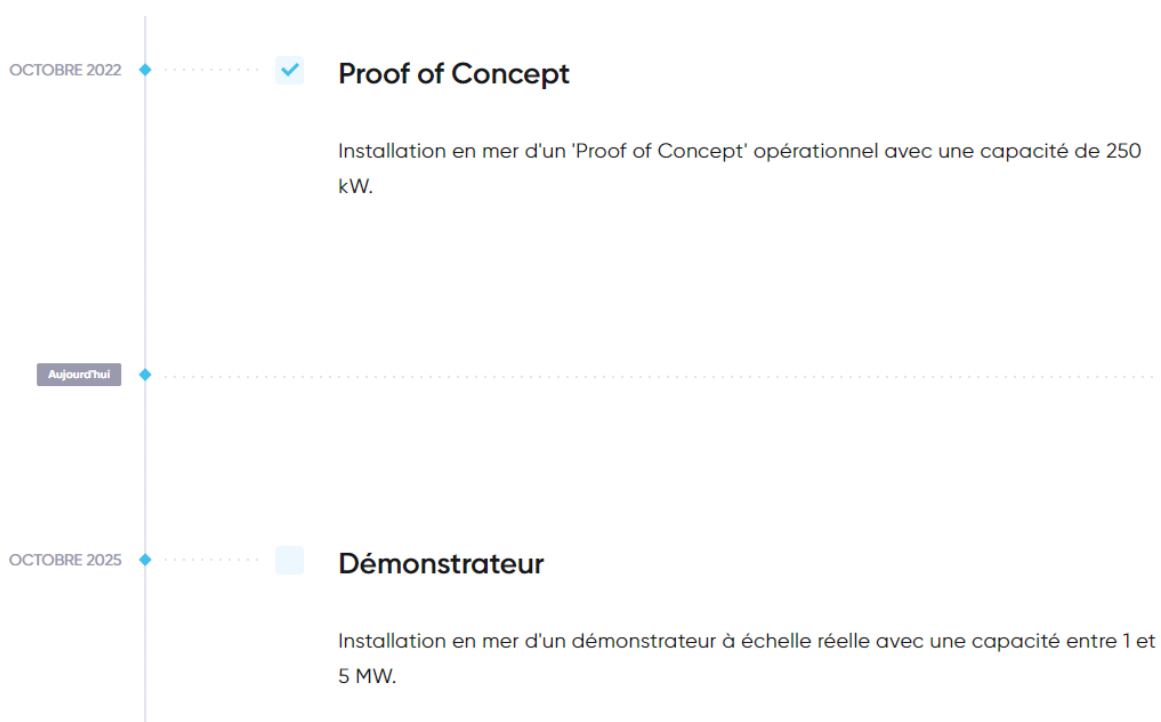 OCTOBRE 2022
Proof of Concept
Installation en mer d'un 'Proof of Concept' opérationnel avec une capacité de 250
kW.
Aujourd'hui
OCTOBRE 2025
Démonstrateur
Installation en mer d'un démonstrateur à échelle réelle avec une capacité entre 1 et
5 MW.